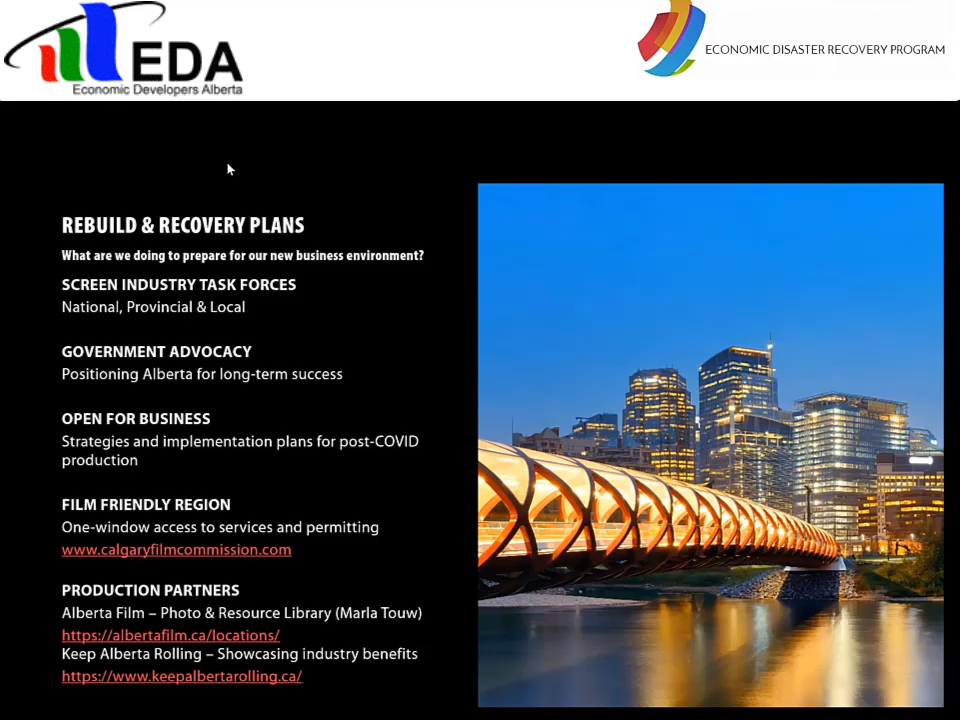 EDA
Economic Developers Alberta
ECONOMIC DISASTER RECOVERY PROGRAM
REBUILD & RECOVERY PLANS
What are we doing to prepare for our new business environment?
SCREEN INDUSTRY TASK FORCES
National, Provincial & Local
GOVERNMENT ADVOCACY
Positioning Alberta for long-term success
OPEN FOR BUSINESS
Strategies and implementation plans for post-COVID
production
FILM FRIENDLY REGION
One-window access to services and permitting
www.calgaryfilmcommission.com
PRODUCTION PARTNERS
Alberta Film – Photo & Resource Library (Marla Touw)
https://albertafilm.ca/locations/
Keep Alberta Rolling – Showcasing industry benefits
https://www.keepalbertarolling.ca/